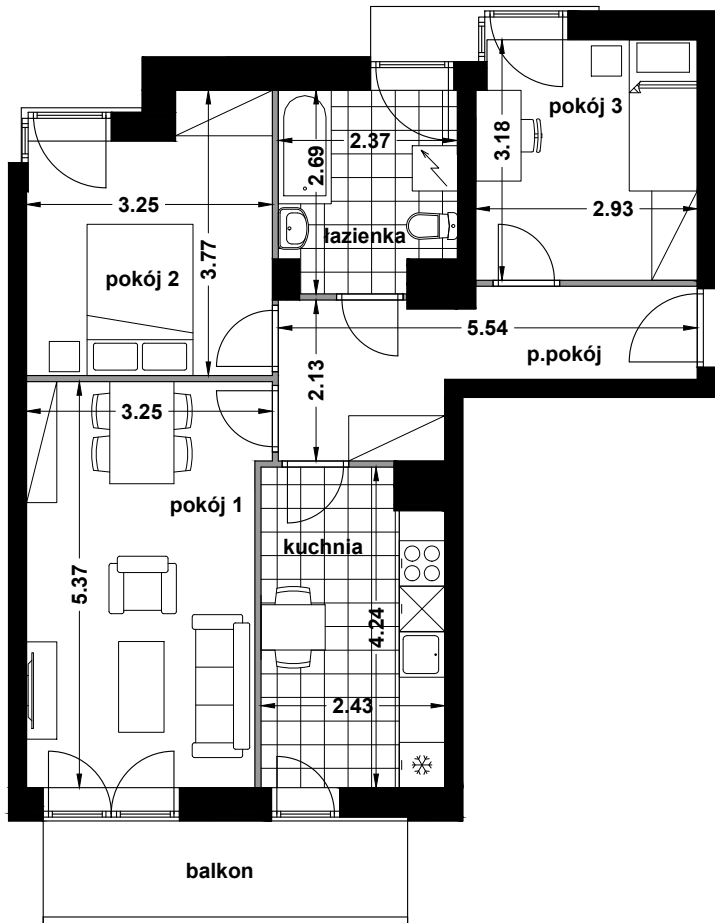 pokój 3
3.18
2.93
2.37
2.69
łazienka
3.25
3.77
pokój 2
5.54
p.pokój
2.13
3.25
pokój 1
5.37
kuchnia
4.24
2.43
balkon